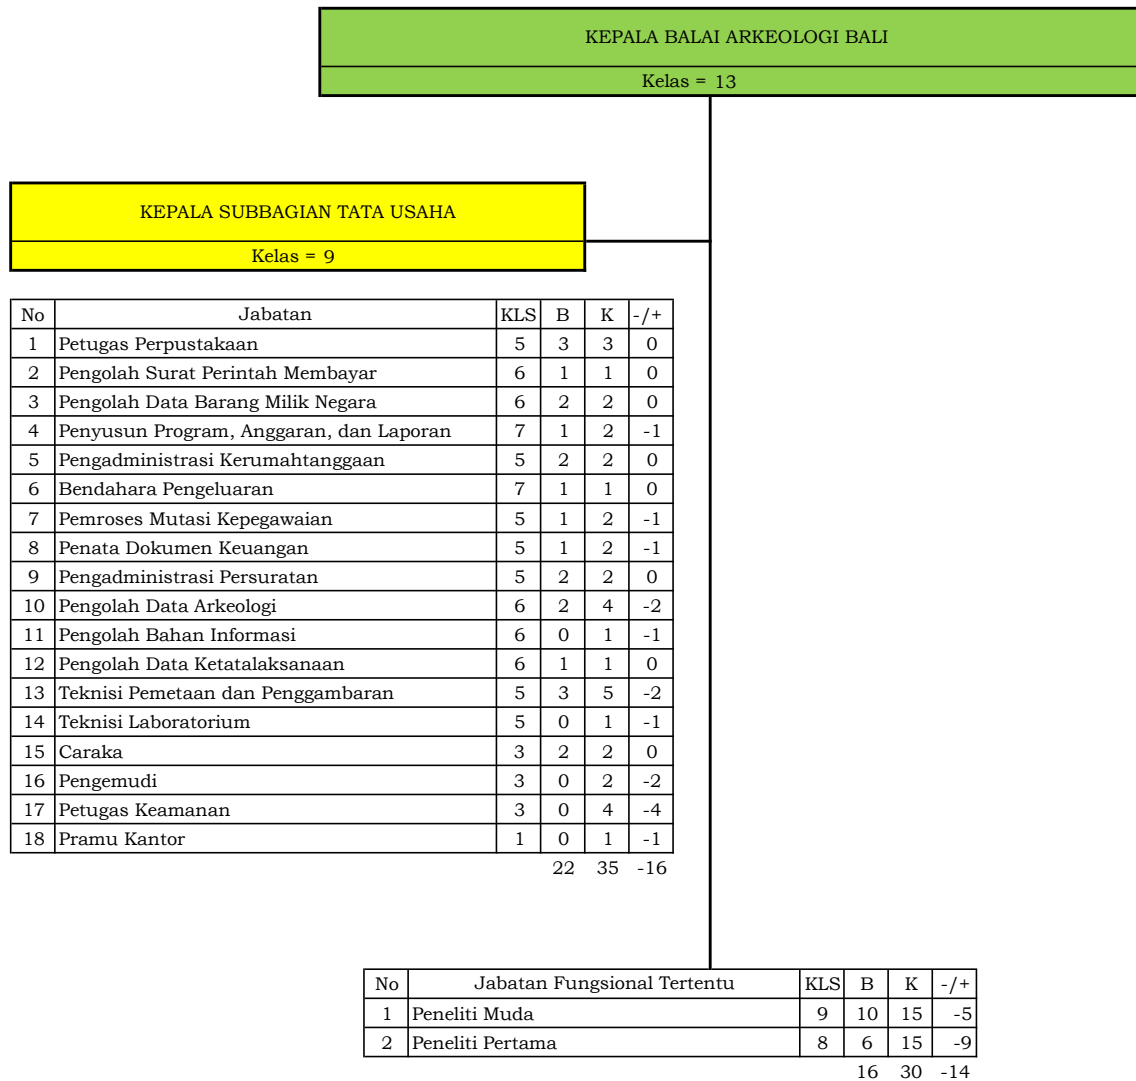 KEPALA BALAI ARKEOLOGI BALI
Kelas = 13
KEPALA SUBBAGIAN TATA USAHA
Kelas = 9
No Jabatan KLS B K -/+
1 Petugas Perpustakaan 5 3 3 0
2 Pengolah Surat Perintah Membayar 6 1 1 0
3 Pengolah Data Barang Milik Negara 6 2 2 0
4 Penyusun Program, Anggaran, dan Laporan 7 1 2 -1
5 Pengadministrasi Kerumahtanggaan 5 2 2 0
6 Bendahara Pengeluaran 7 1 1 0
7 Pemroses Mutasi Kepegawaian 5 1 2 -1
8 Penata Dokumen Keuangan 5 1 2 -1
9 Pengadministrasi Persuratan 5 2 2 0
10 Pengolah Data Arkeologi 6 2 4 -2
11 Pengolah Bahan Informasi 6 0 1 -1
12 Pengolah Data Ketatalaksanaan 6 1 1 0
13 Teknisi Pemetaan dan Penggambaran 5 3 5 -2
14 Teknisi Laboratorium 5 0 1 -1
15 Caraka 3 2 2 0
16 Pengemudi 3 0 2 -2
17 Petugas Keamanan 3 0 4 -4
18 Pramu Kantor 1 0 1 -1
22 35 -16
No Jabatan Fungsional Tertentu KLS B K -/+
1 Peneliti Muda 9 10 15 -5
2 Peneliti Pertama 8 6 15 -9
16 30 -14